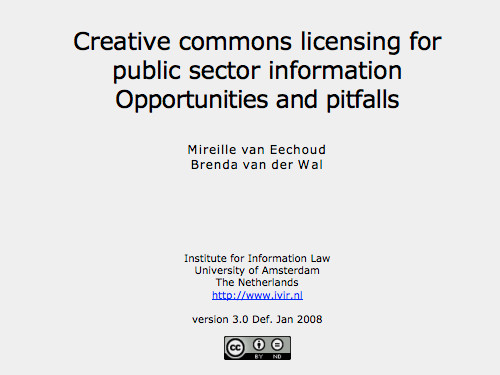 Creative commons licensing for
public sector information
Opportunities and pitfalls
Mireille van Eechoud
Brenda van der Wal
Institute for Information Law
University of Amsterdam
The Netherlands
http://www.ivir.nl
version 3.0 Def. Jan 2008
cc BY ND